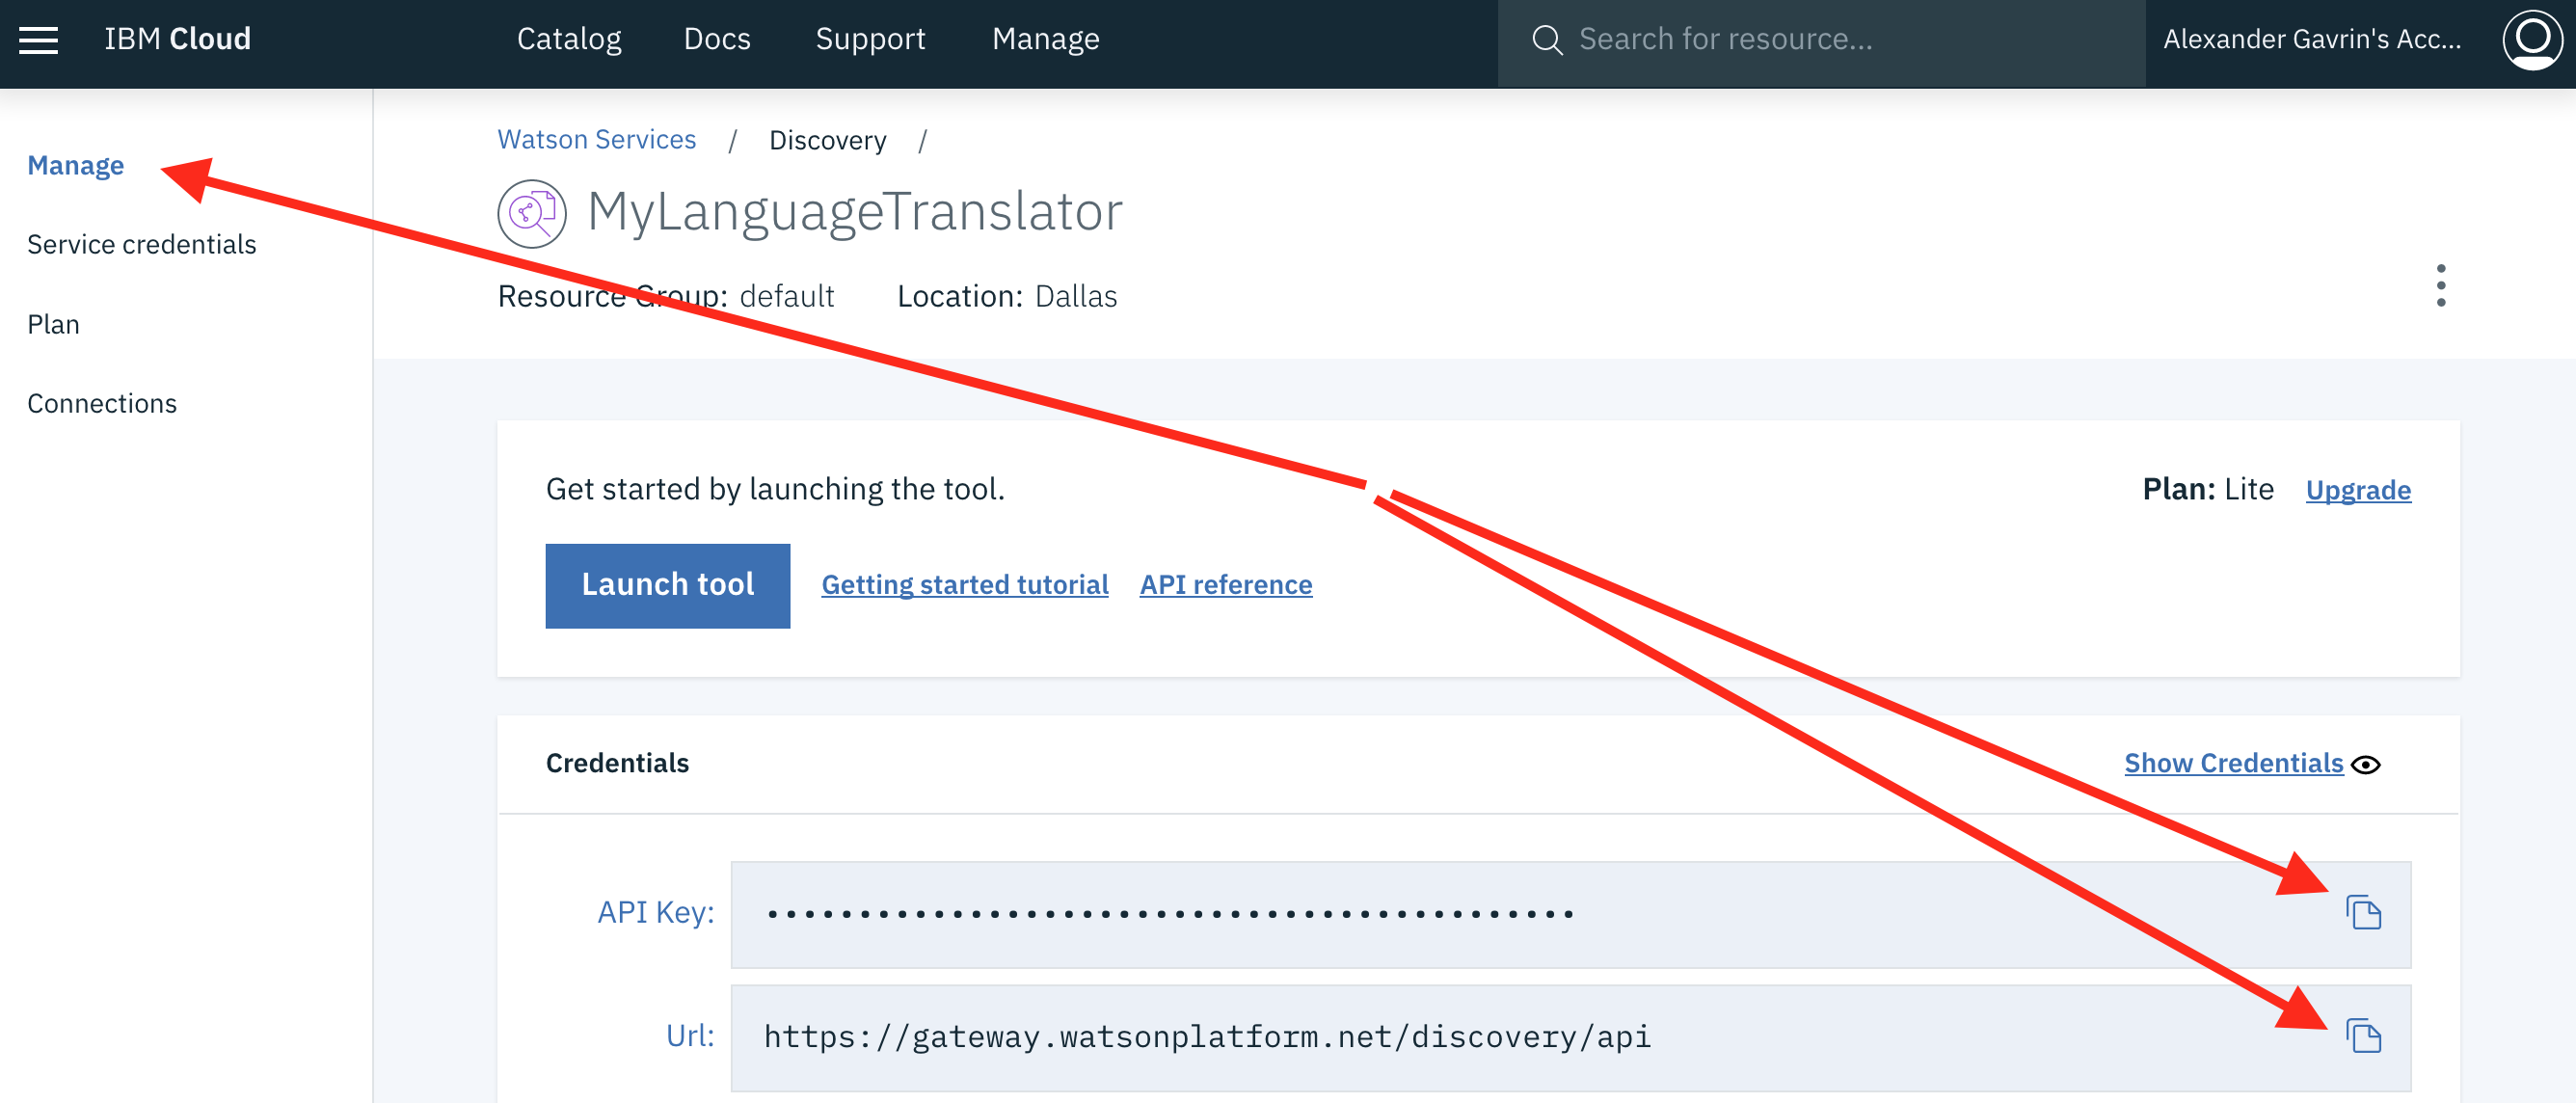 IBM Cloud Catalog Docs Support Manage Search for resource... Alexander Gavrin's Acc...
Manage
Service credentials
Plan
Connections
Watson Services / Discovery /
MyLanguageTranslator
Resource Group: default Location: Dallas
Get started by launching the tool.
Plan: Lite Upgrade
Launch tool Getting started tutorial API reference
Credentials Show Credentials
API Key: ••••••••••••••••••••••••••••••••••••••••••••
Url: https://gateway.watsonplatform.net/discovery/api